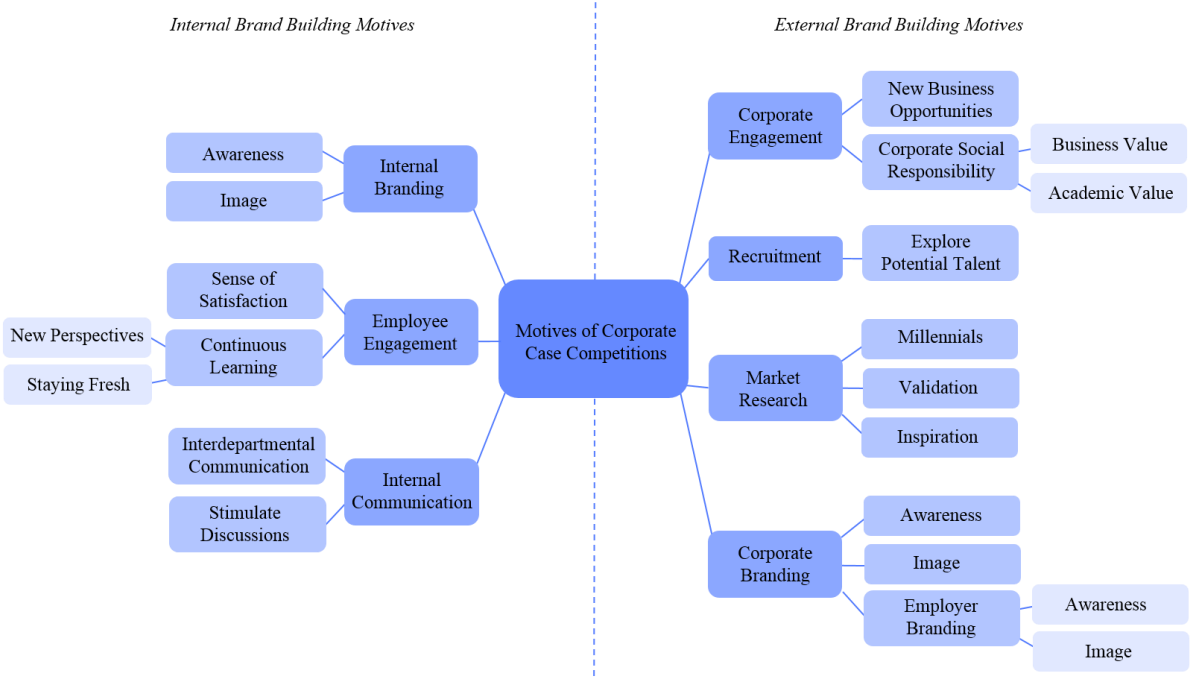 Internal Brand Building Motives
External Brand Building Motives
Awareness
Image
Internal
Branding
Sense of
Satisfaction
New Perspectives
Staying Fresh
Continuous
Learning
Employee
Engagement
Interdepartmental
Communication
Stimulate
Discussions
Internal
Communication
Motives of Corporate
Case Competitions
Corporate
Engagement
New Business
Opportunities
Corporate Social
Responsibility
Business Value
Academic Value
Recruitment
Explore
Potential Talent
Market
Research
Millennials
Validation
Inspiration
Corporate
Branding
Awareness
Image
Employer
Branding
Awareness
Image